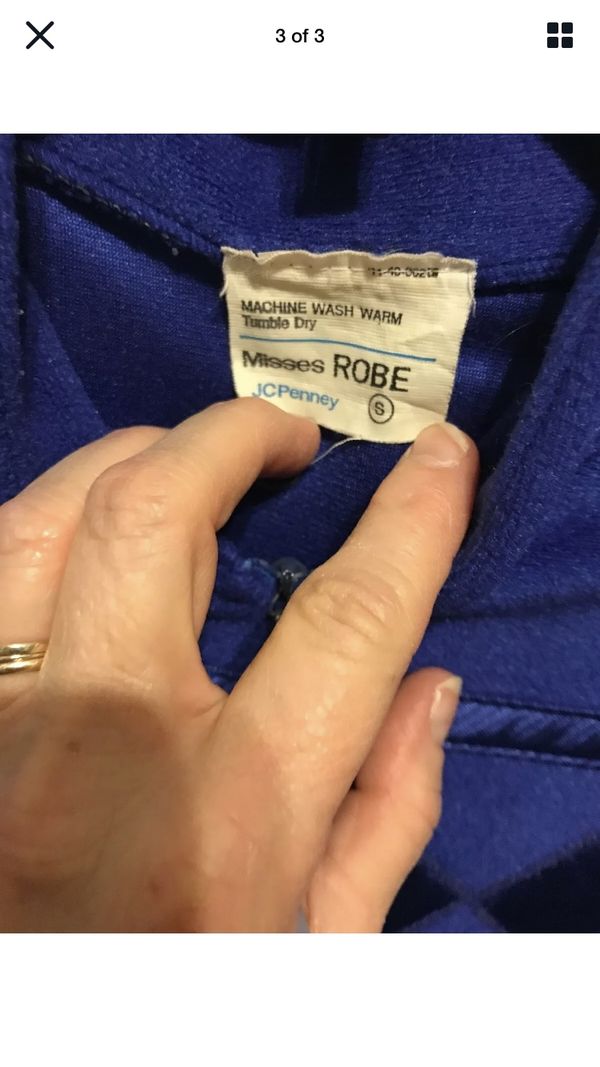 3 of 3
MACHINE WASH WARM
Tumble Dry
Misses ROBE
JCPenney S